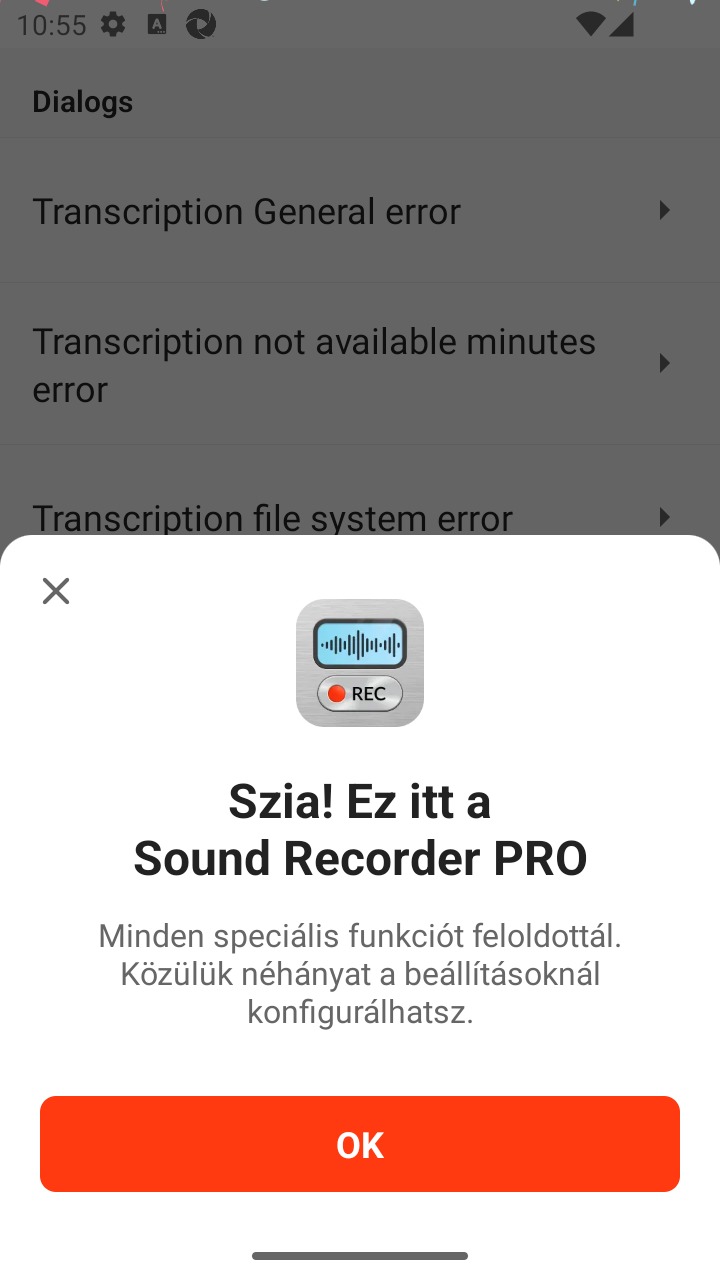 10:55
Dialogs
Transcription General error
Transcription not available minutes
error
Transcription file system error
REC
Szia! Ez itt a
Sound Recorder PRO
Minden speciális funkciót feloldottál.
Közülük néhányat a beállításoknál
konfigurálhatsz.
OK